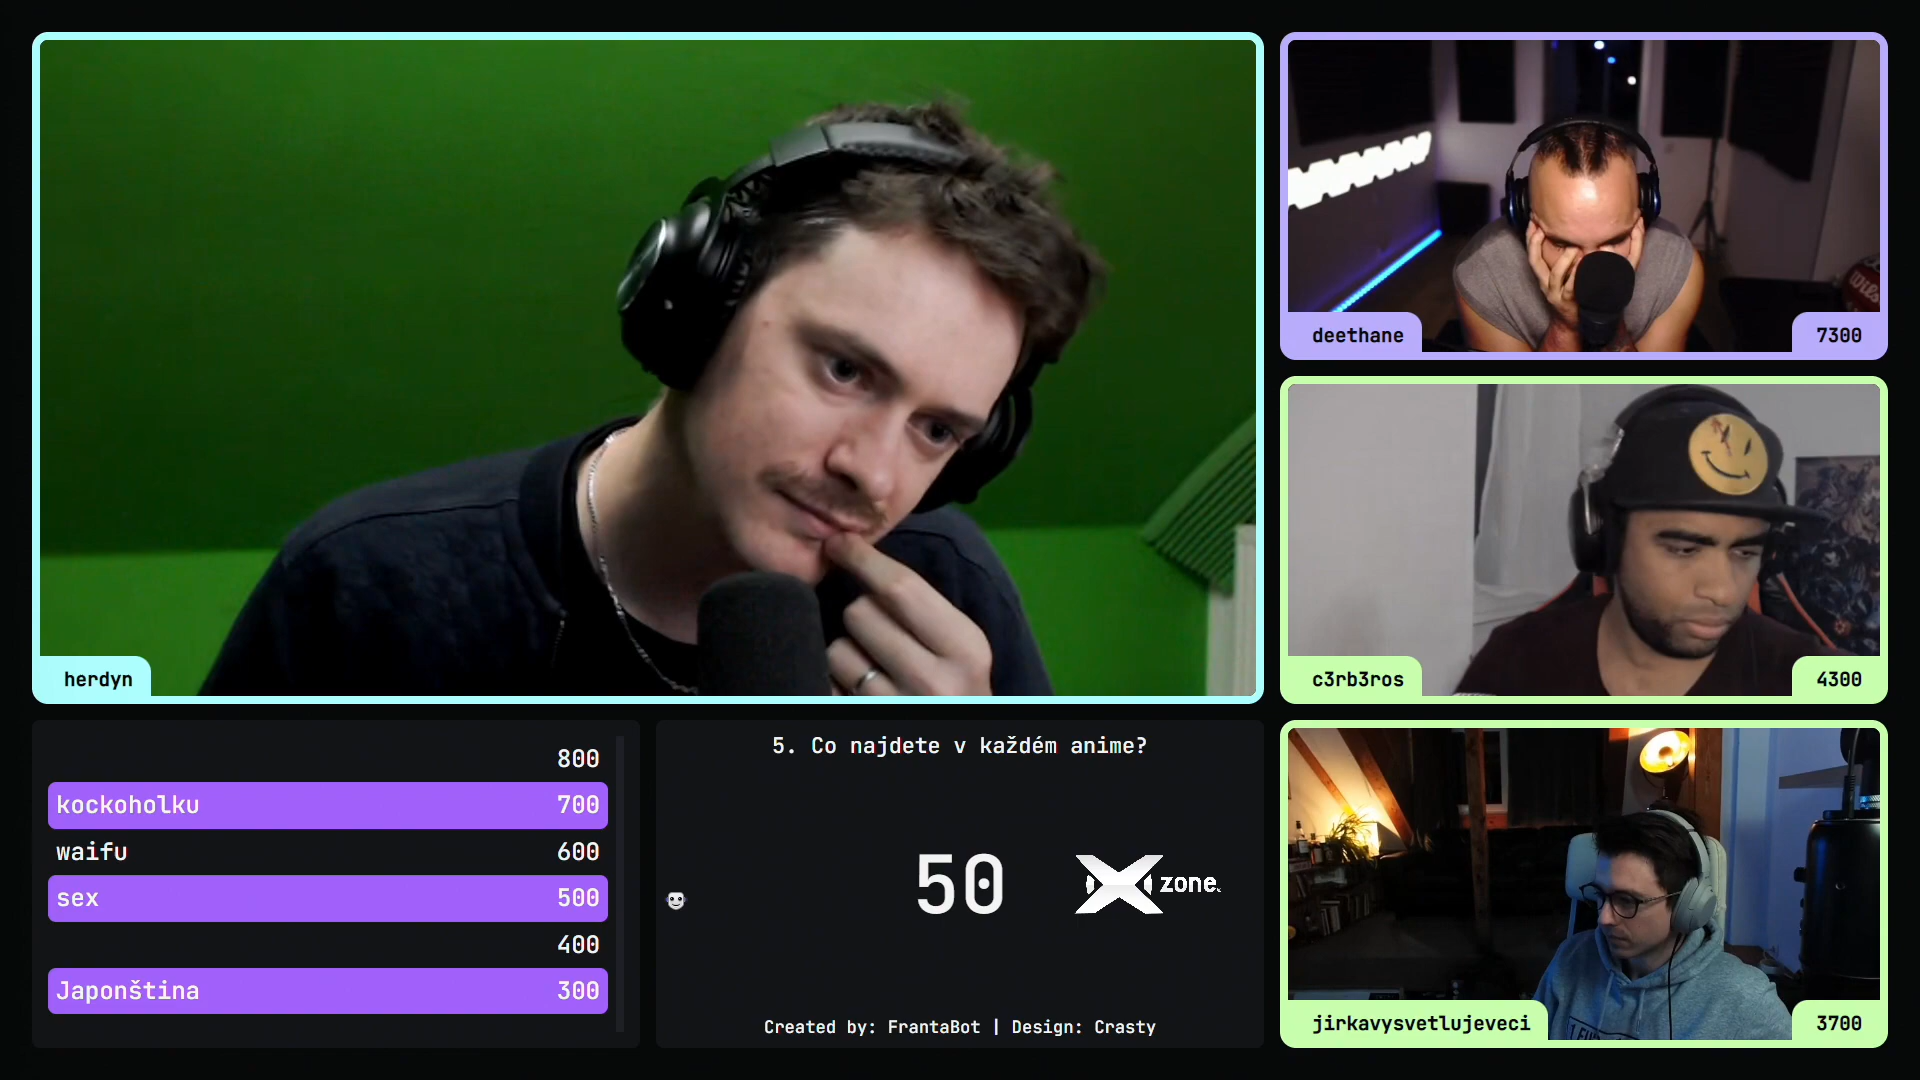 herdyn
deethane
7300
c3rb3ros
4300
800
kockoholku 700
waifu 600
sex 500
400
Japonština 300
5. Co najdete v každém anime?
50
zone.
Created by: FrantaBot | Design: Crasty
jirkavysvetlujeveci
3700